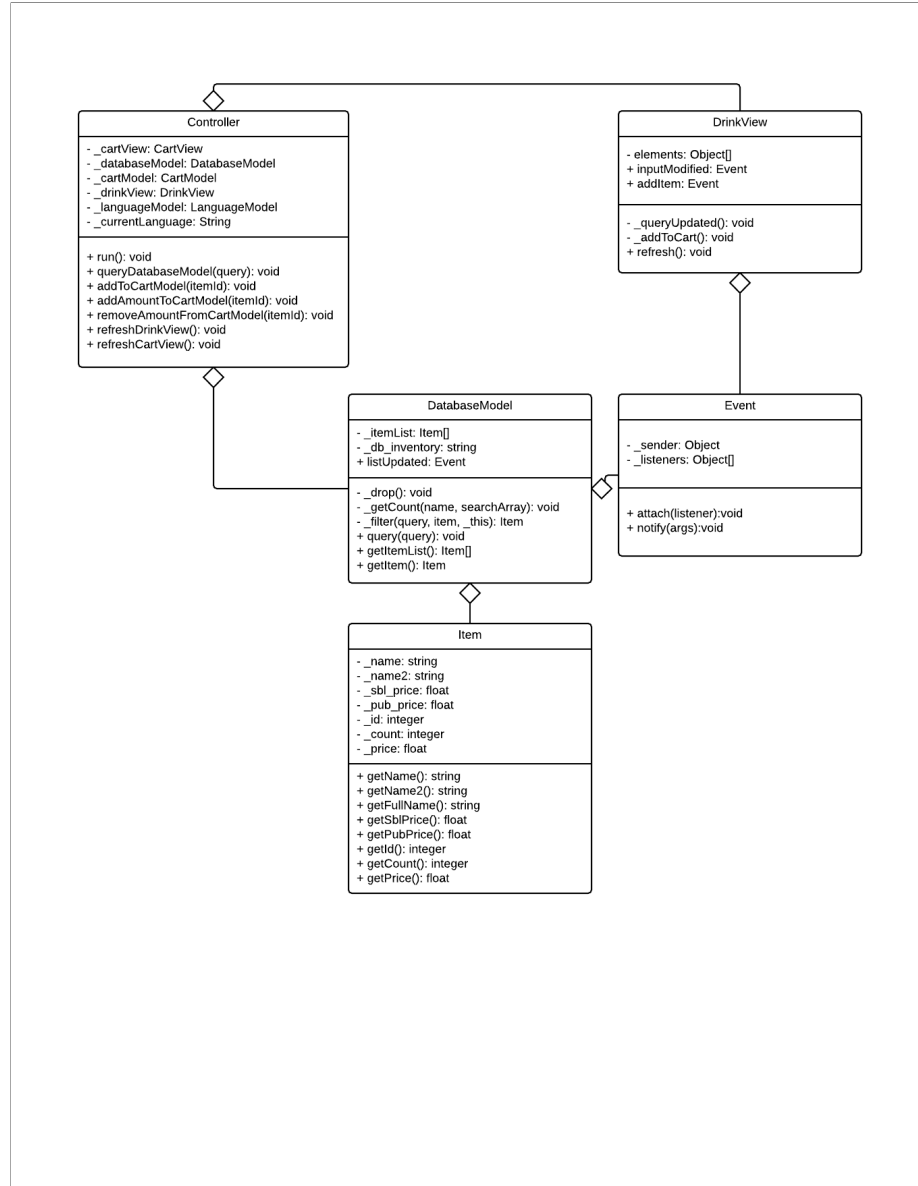 Controller
- _cartView: CartView
- _databaseModel: DatabaseModel
- _cartModel: CartModel
- _drinkView: DrinkView
- _languageModel: LanguageModel
- _currentLanguage: String
+ run(): void
+ queryDatabaseModel(query): void
+ addToCartModel(itemId): void
+ addAmountToCartModel(itemId): void
+ removeAmountFromCartModel(itemId): void
+ refreshDrinkView(): void
+ refreshCartView(): void
DrinkView
- elements: Object[]
+ inputModified: Event
+ addItem: Event
- _queryUpdated(): void
- _addToCart(): void
+ refresh(): void
DatabaseModel
- _itemList: Item[]
- _db_inventory: string
+ listUpdated: Event
- _drop(): void
- _getCount(name, searchArray): void
- _filter(query, item, _this): Item
+ query(query): void
+ getItemList(): Item[]
+ getItem(): Item
Event
- _sender: Object
- _listeners: Object[]
+ attach(listener):void
+ notify(args):void
Item
- _name: string
- _name2: string
- _sbl_price: float
- _pub_price: float
- _id: integer
- _count: integer
- _price: float
+ getName(): string
+ getName2(): string
+ getFullName(): string
+ getSblPrice(): float
+ getPubPrice(): float
+ getId(): integer
+ getCount(): integer
+ getPrice(): float